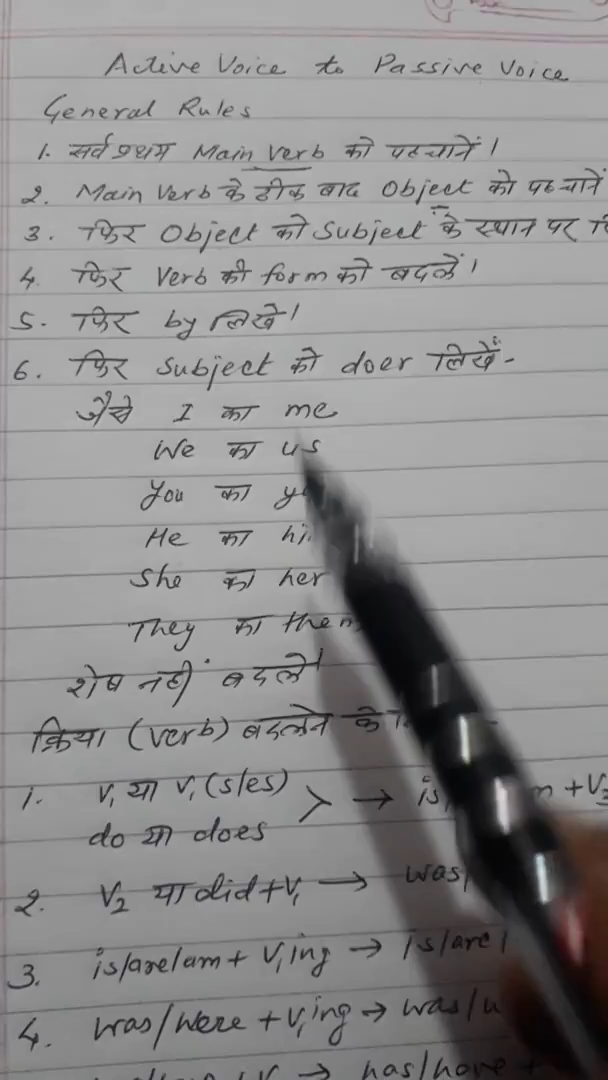 Active Voice to Passive Voice
General Rules
1. सर्वप्रथम Main Verb को पहचानें।
2. Main Verb के ठीक बाद Object को पहचानें
3. फिर Object को Subject के स्थान पर
4. फिर Verb की form को बदलें।
5. फिर by लिखें।
6. फिर Subject को doer लिखें-
जैसे I का me
We का us
You का
He का
She का her
They का them
शेष नहीं बदलें।
क्रिया (Verb) बदलने के
1. V₁ या V₁(s/es) > → + V₃
do या does
2. V₂ या did+V₁ → was/
3. is/are/am + V₁ing → is/are/
4. was/were + V₁ing → was/
→ has/have +